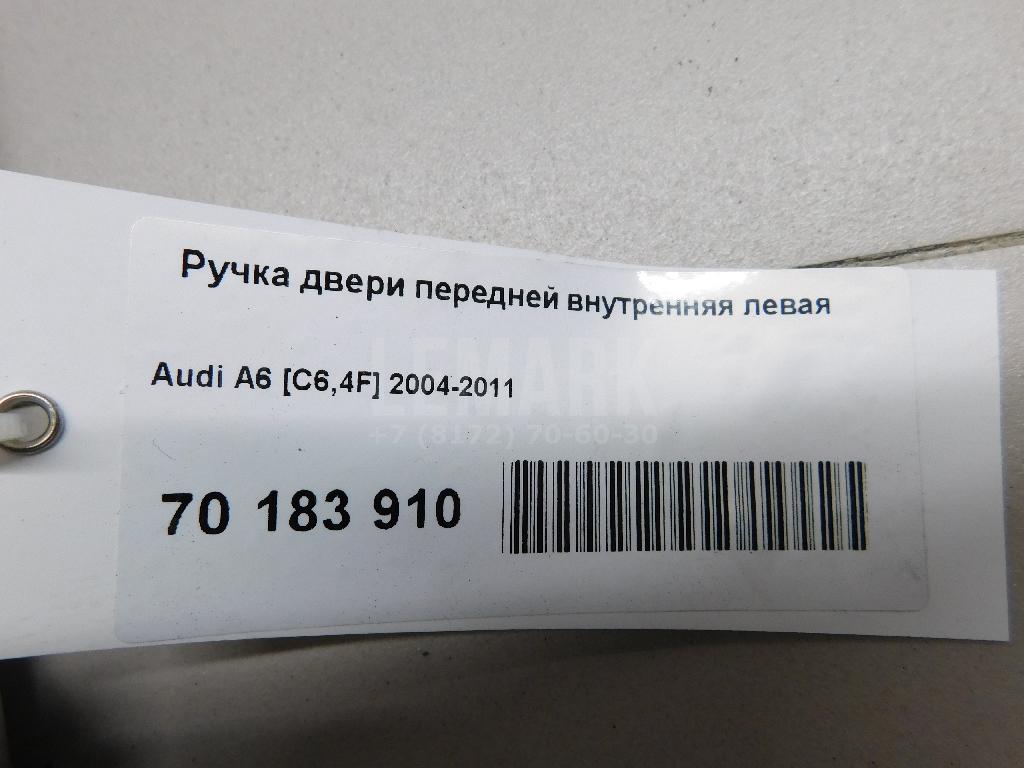 Ручка двери передней внутренняя левая
Audi A6 [C6,4F] 2004-2011
LEMARK
+7 (8172) 70-60-30
70 183 910